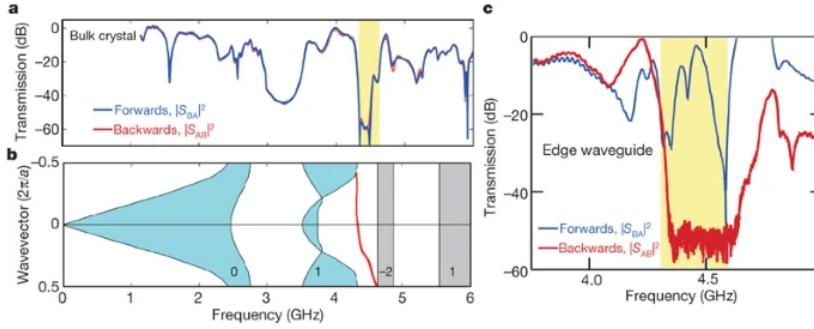 a
Transmission (dB)
0
−20
−40
−60
Bulk crystal
Forwards, |S_BA|²
Backwards, |S_AB|²
b
Wavevector (2π/a)
−0.5
0
0.5
0
1
−2
1
0
1
2
3
4
5
6
Frequency (GHz)
c
Transmission (dB)
0
−20
−40
−60
Edge waveguide
Forwards, |S_BA|²
Backwards, |S_AB|²
4.0
4.5
Frequency (GHz)